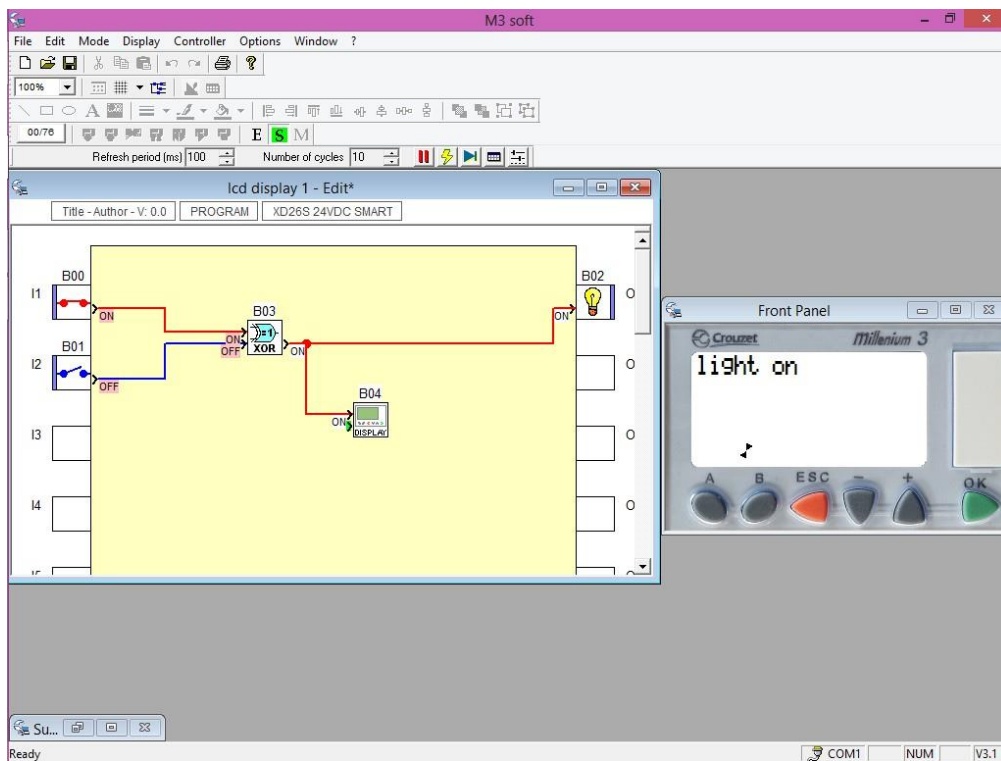 M3 soft
File Edit Mode Display Controller Options Window ?
100%
00/76 E S M
Refresh period (ms) 100 Number of cycles 10
lcd display 1 - Edit*
Title - Author - V: 0.0 PROGRAM XD26S 24VDC SMART
B00
I1
ON
B01
I2
OFF
I3
I4
B03
ON
OFF
=1
XOR
ON
B04
ON
DISPLAY
B02
ON
O
O
O
O
Front Panel
Crouzet Millenium 3
light on
A B ESC - + OK
Su...
Ready COM1 NUM V3.1